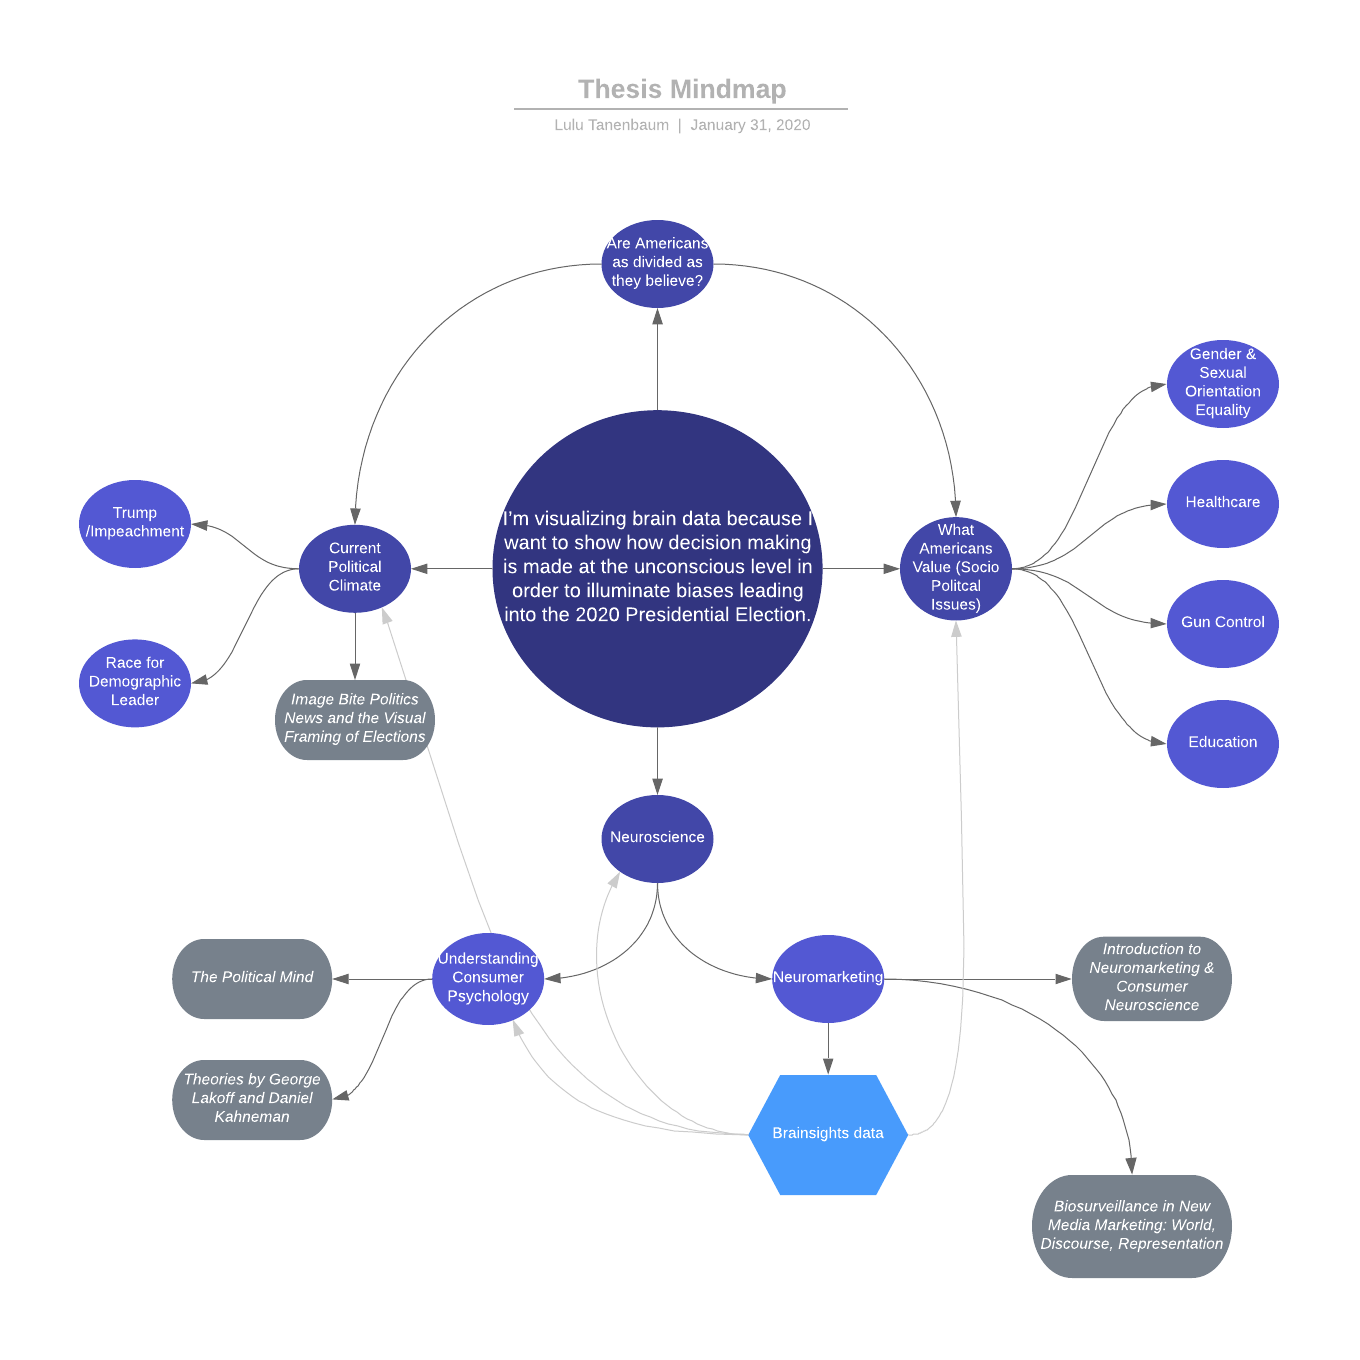 Thesis Mindmap
Lulu Tanenbaum | January 31, 2020
Are Americans
as divided as
they believe?
Gender &
Sexual
Orientation
Equality
Healthcare
Trump
/Impeachment
Current
Political
Climate
I'm visualizing brain data because I
want to show how decision making
is made at the unconscious level in
order to illuminate biases leading
into the 2020 Presidential Election.
What
Americans
Value (Socio
Politcal
Issues)
Gun Control
Race for
Demographic
Leader
Image Bite Politics
News and the Visual
Framing of Elections
Education
Neuroscience
The Political Mind
Understanding
Consumer
Psychology
Neuromarketing
Introduction to
Neuromarketing &
Consumer
Neuroscience
Theories by George
Lakoff and Daniel
Kahneman
Brainsights data
Biosurveillance in New
Media Marketing: World,
Discourse, Representation